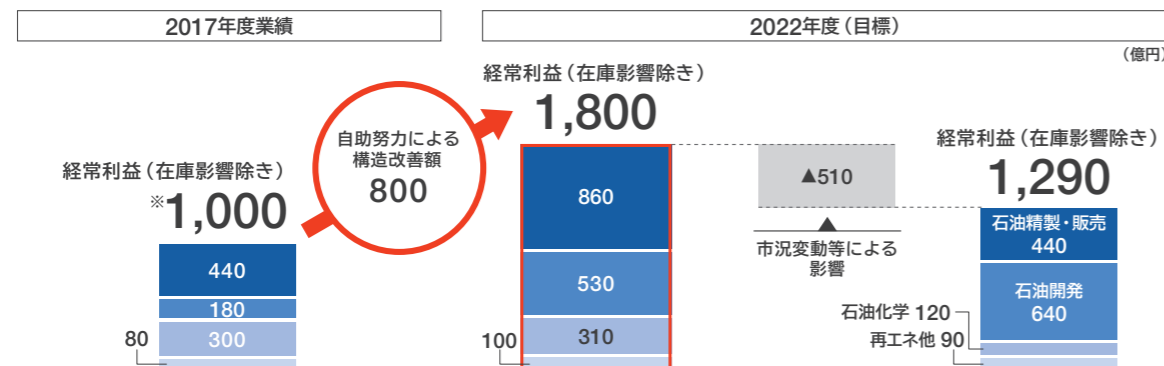 2017年度業績
2022年度（目標）
（億円）
経常利益（在庫影響除き）
※1,000
440
180
300
80
自助努力による
構造改善額
800
経常利益（在庫影響除き）
1,800
860
530
310
100
▲510
市況変動等による
影響
経常利益（在庫影響除き）
1,290
石油精製・販売
440
石油開発
640
石油化学 120
再エネ他 90